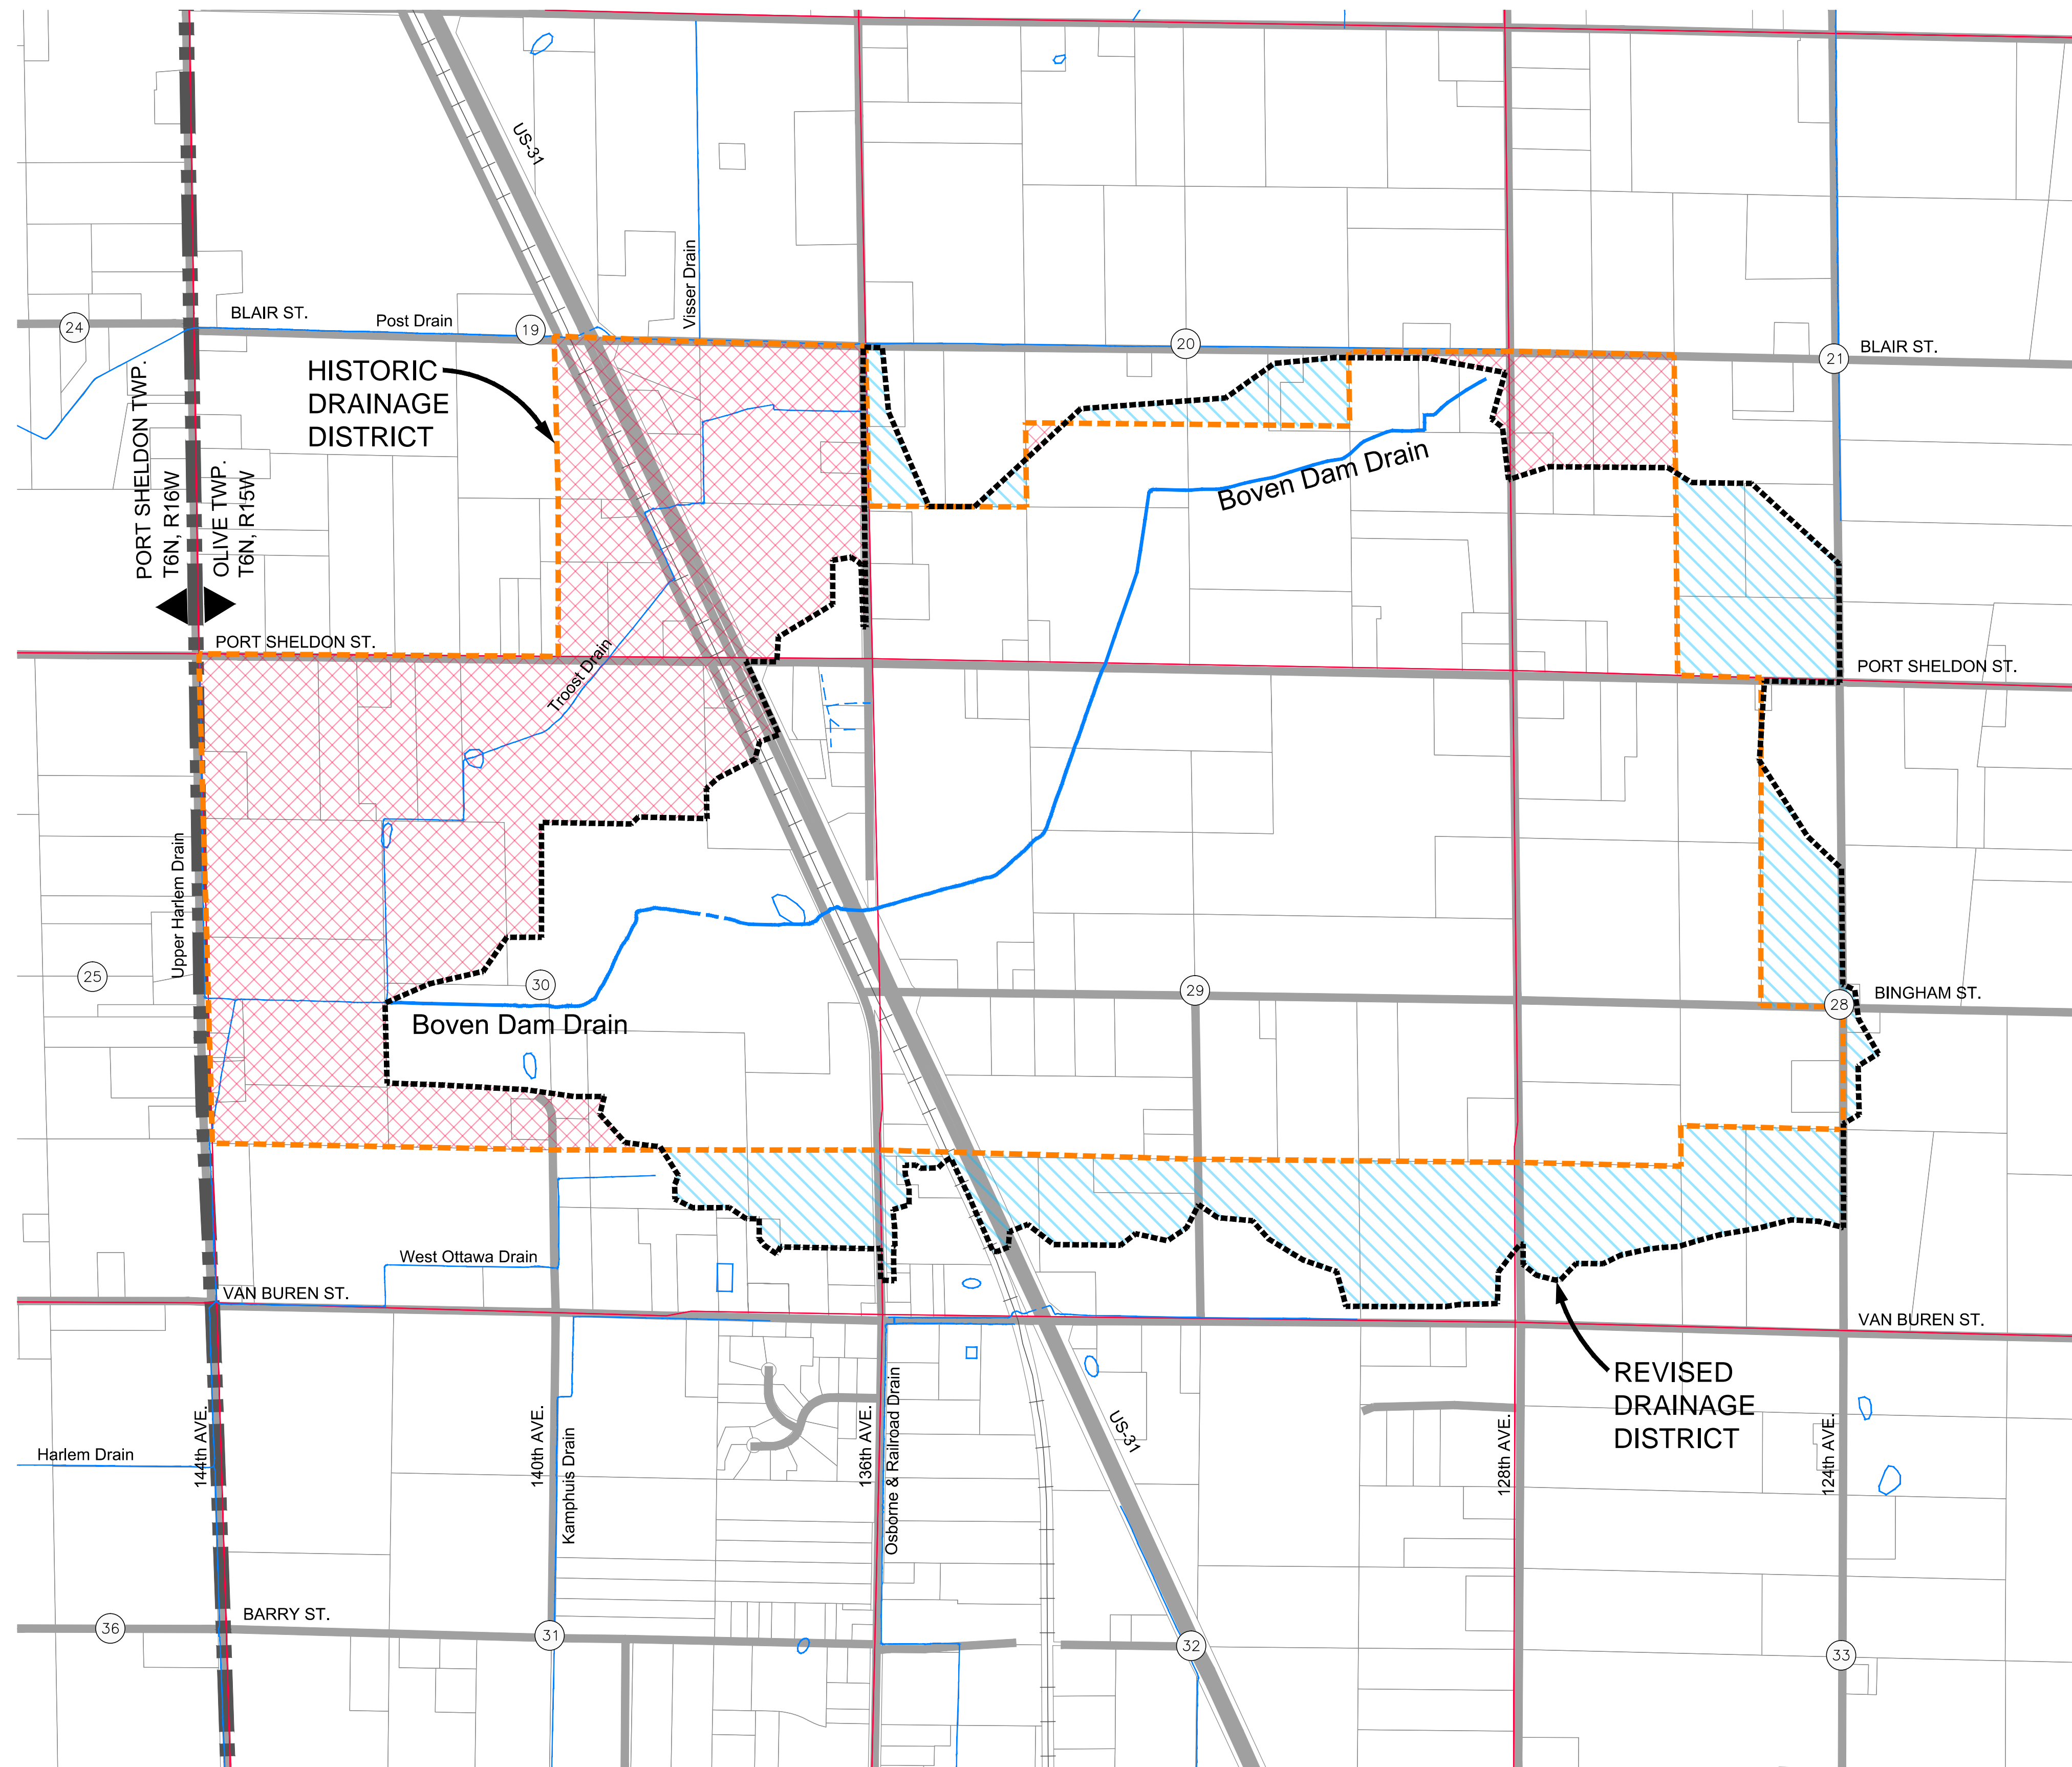 US-31
Visser Drain
BLAIR ST.
Post Drain
24
19
20
21
BLAIR ST.
HISTORIC
DRAINAGE
DISTRICT
PORT SHELDON TWP.
T6N, R16W
OLIVE TWP.
T6N, R15W
Boven Dam Drain
PORT SHELDON ST.
Troost Drain
PORT SHELDON ST.
Upper Harlem Drain
25
30
29
28
BINGHAM ST.
Boven Dam Drain
West Ottawa Drain
VAN BUREN ST.
VAN BUREN ST.
REVISED
DRAINAGE
DISTRICT
Harlem Drain
144th AVE.
140th AVE.
Kamphuis Drain
136th AVE.
Osborne & Railroad Drain
US-31
128th AVE.
124th AVE.
BARRY ST.
36
31
32
33